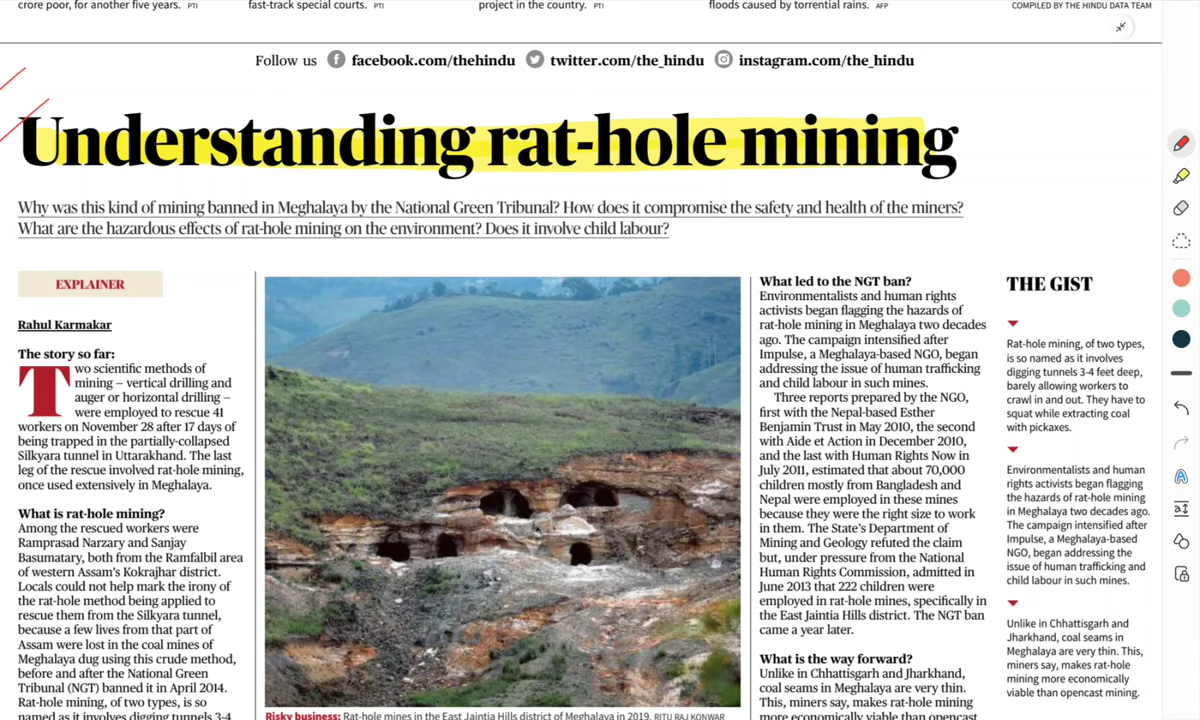 crore poor, for another five years. PTI
fast-track special courts. PTI
project in the country. PTI
floods caused by torrential rains. AFP
COMPILED BY THE HINDU DATA TEAM
Follow us facebook.com/thehindu twitter.com/the_hindu instagram.com/the_hindu
Understanding rat-hole mining
Why was this kind of mining banned in Meghalaya by the National Green Tribunal? How does it compromise the safety and health of the miners?
What are the hazardous effects of rat-hole mining on the environment? Does it involve child labour?
EXPLAINER
Rahul Karmakar
The story so far:
Two scientific methods of
mining – vertical drilling and
auger or horizontal drilling –
were employed to rescue 41
workers on November 28 after 17 days of
being trapped in the partially-collapsed
Silkyara tunnel in Uttarakhand. The last
leg of the rescue involved rat-hole mining,
once used extensively in Meghalaya.
What is rat-hole mining?
Among the rescued workers were
Ramprasad Narzary and Sanjay
Basumatary, both from the Ramfalbil area
of western Assam's Kokrajhar district.
Locals could not help mark the irony of
the rat-hole method being applied to
rescue them from the Silkyara tunnel,
because a few lives from that part of
Assam were lost in the coal mines of
Meghalaya dug using this crude method,
before and after the National Green
Tribunal (NGT) banned it in April 2014.
Rat-hole mining, of two types, is so
named as it involves digging tunnels 3-4
Risky business: Rat-hole mines in the East Jaintia Hills district of Meghalaya in 2019. RITU RAJ KONWAR
What led to the NGT ban?
Environmentalists and human rights
activists began flagging the hazards of
rat-hole mining in Meghalaya two decades
ago. The campaign intensified after
Impulse, a Meghalaya-based NGO, began
addressing the issue of human trafficking
and child labour in such mines.
Three reports prepared by the NGO,
first with the Nepal-based Esther
Benjamin Trust in May 2010, the second
with Aide et Action in December 2010,
and the last with Human Rights Now in
July 2011, estimated that about 70,000
children mostly from Bangladesh and
Nepal were employed in these mines
because they were the right size to work
in them. The State's Department of
Mining and Geology refuted the claim
but, under pressure from the National
Human Rights Commission, admitted in
June 2013 that 222 children were
employed in rat-hole mines, specifically in
the East Jaintia Hills district. The NGT ban
came a year later.
What is the way forward?
Unlike in Chhattisgarh and Jharkhand,
coal seams in Meghalaya are very thin.
This, miners say, makes rat-hole mining
more economically viable than opencast
THE GIST
Rat-hole mining, of two types,
is so named as it involves
digging tunnels 3-4 feet deep,
barely allowing workers to
crawl in and out. They have to
squat while extracting coal
with pickaxes.
Environmentalists and human
rights activists began flagging
the hazards of rat-hole mining
in Meghalaya two decades ago.
The campaign intensified after
Impulse, a Meghalaya-based
NGO, began addressing the
issue of human trafficking and
child labour in such mines.
Unlike in Chhattisgarh and
Jharkhand, coal seams in
Meghalaya are very thin. This,
miners say, makes rat-hole
mining more economically
viable than opencast mining.